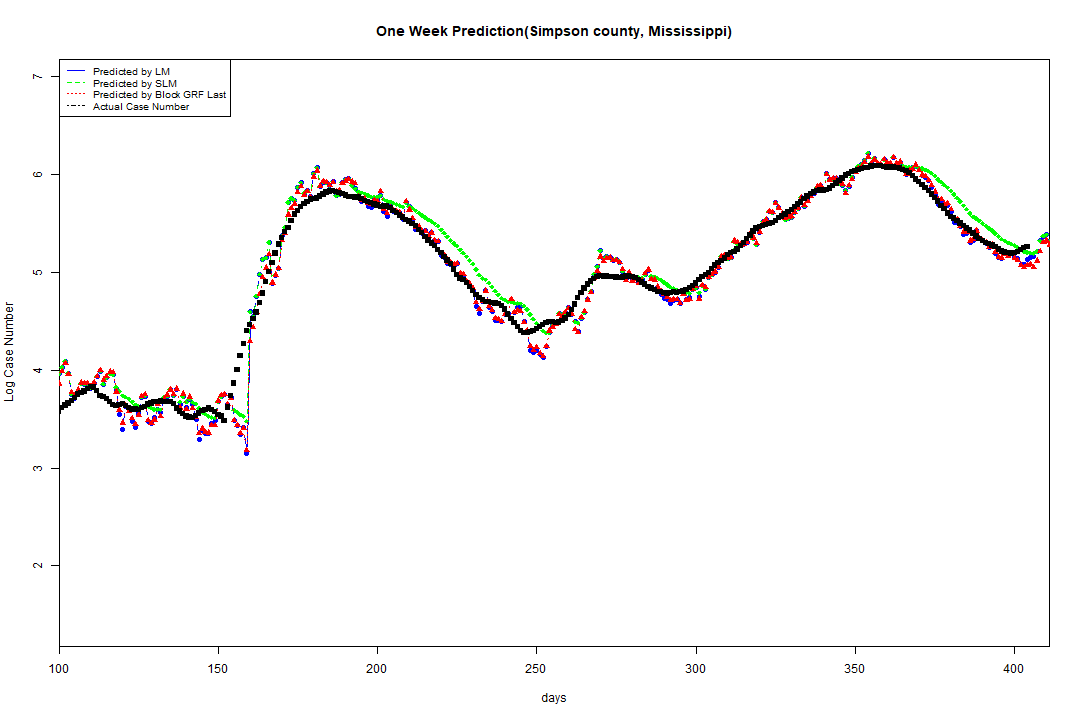 One Week Prediction(Simpson county, Mississippi)
Predicted by LM
Predicted by SLM
Predicted by Block GRF Last
Actual Case Number
7
6
5
4
3
2
Log Case Number
100 150 200 250 300 350 400
days